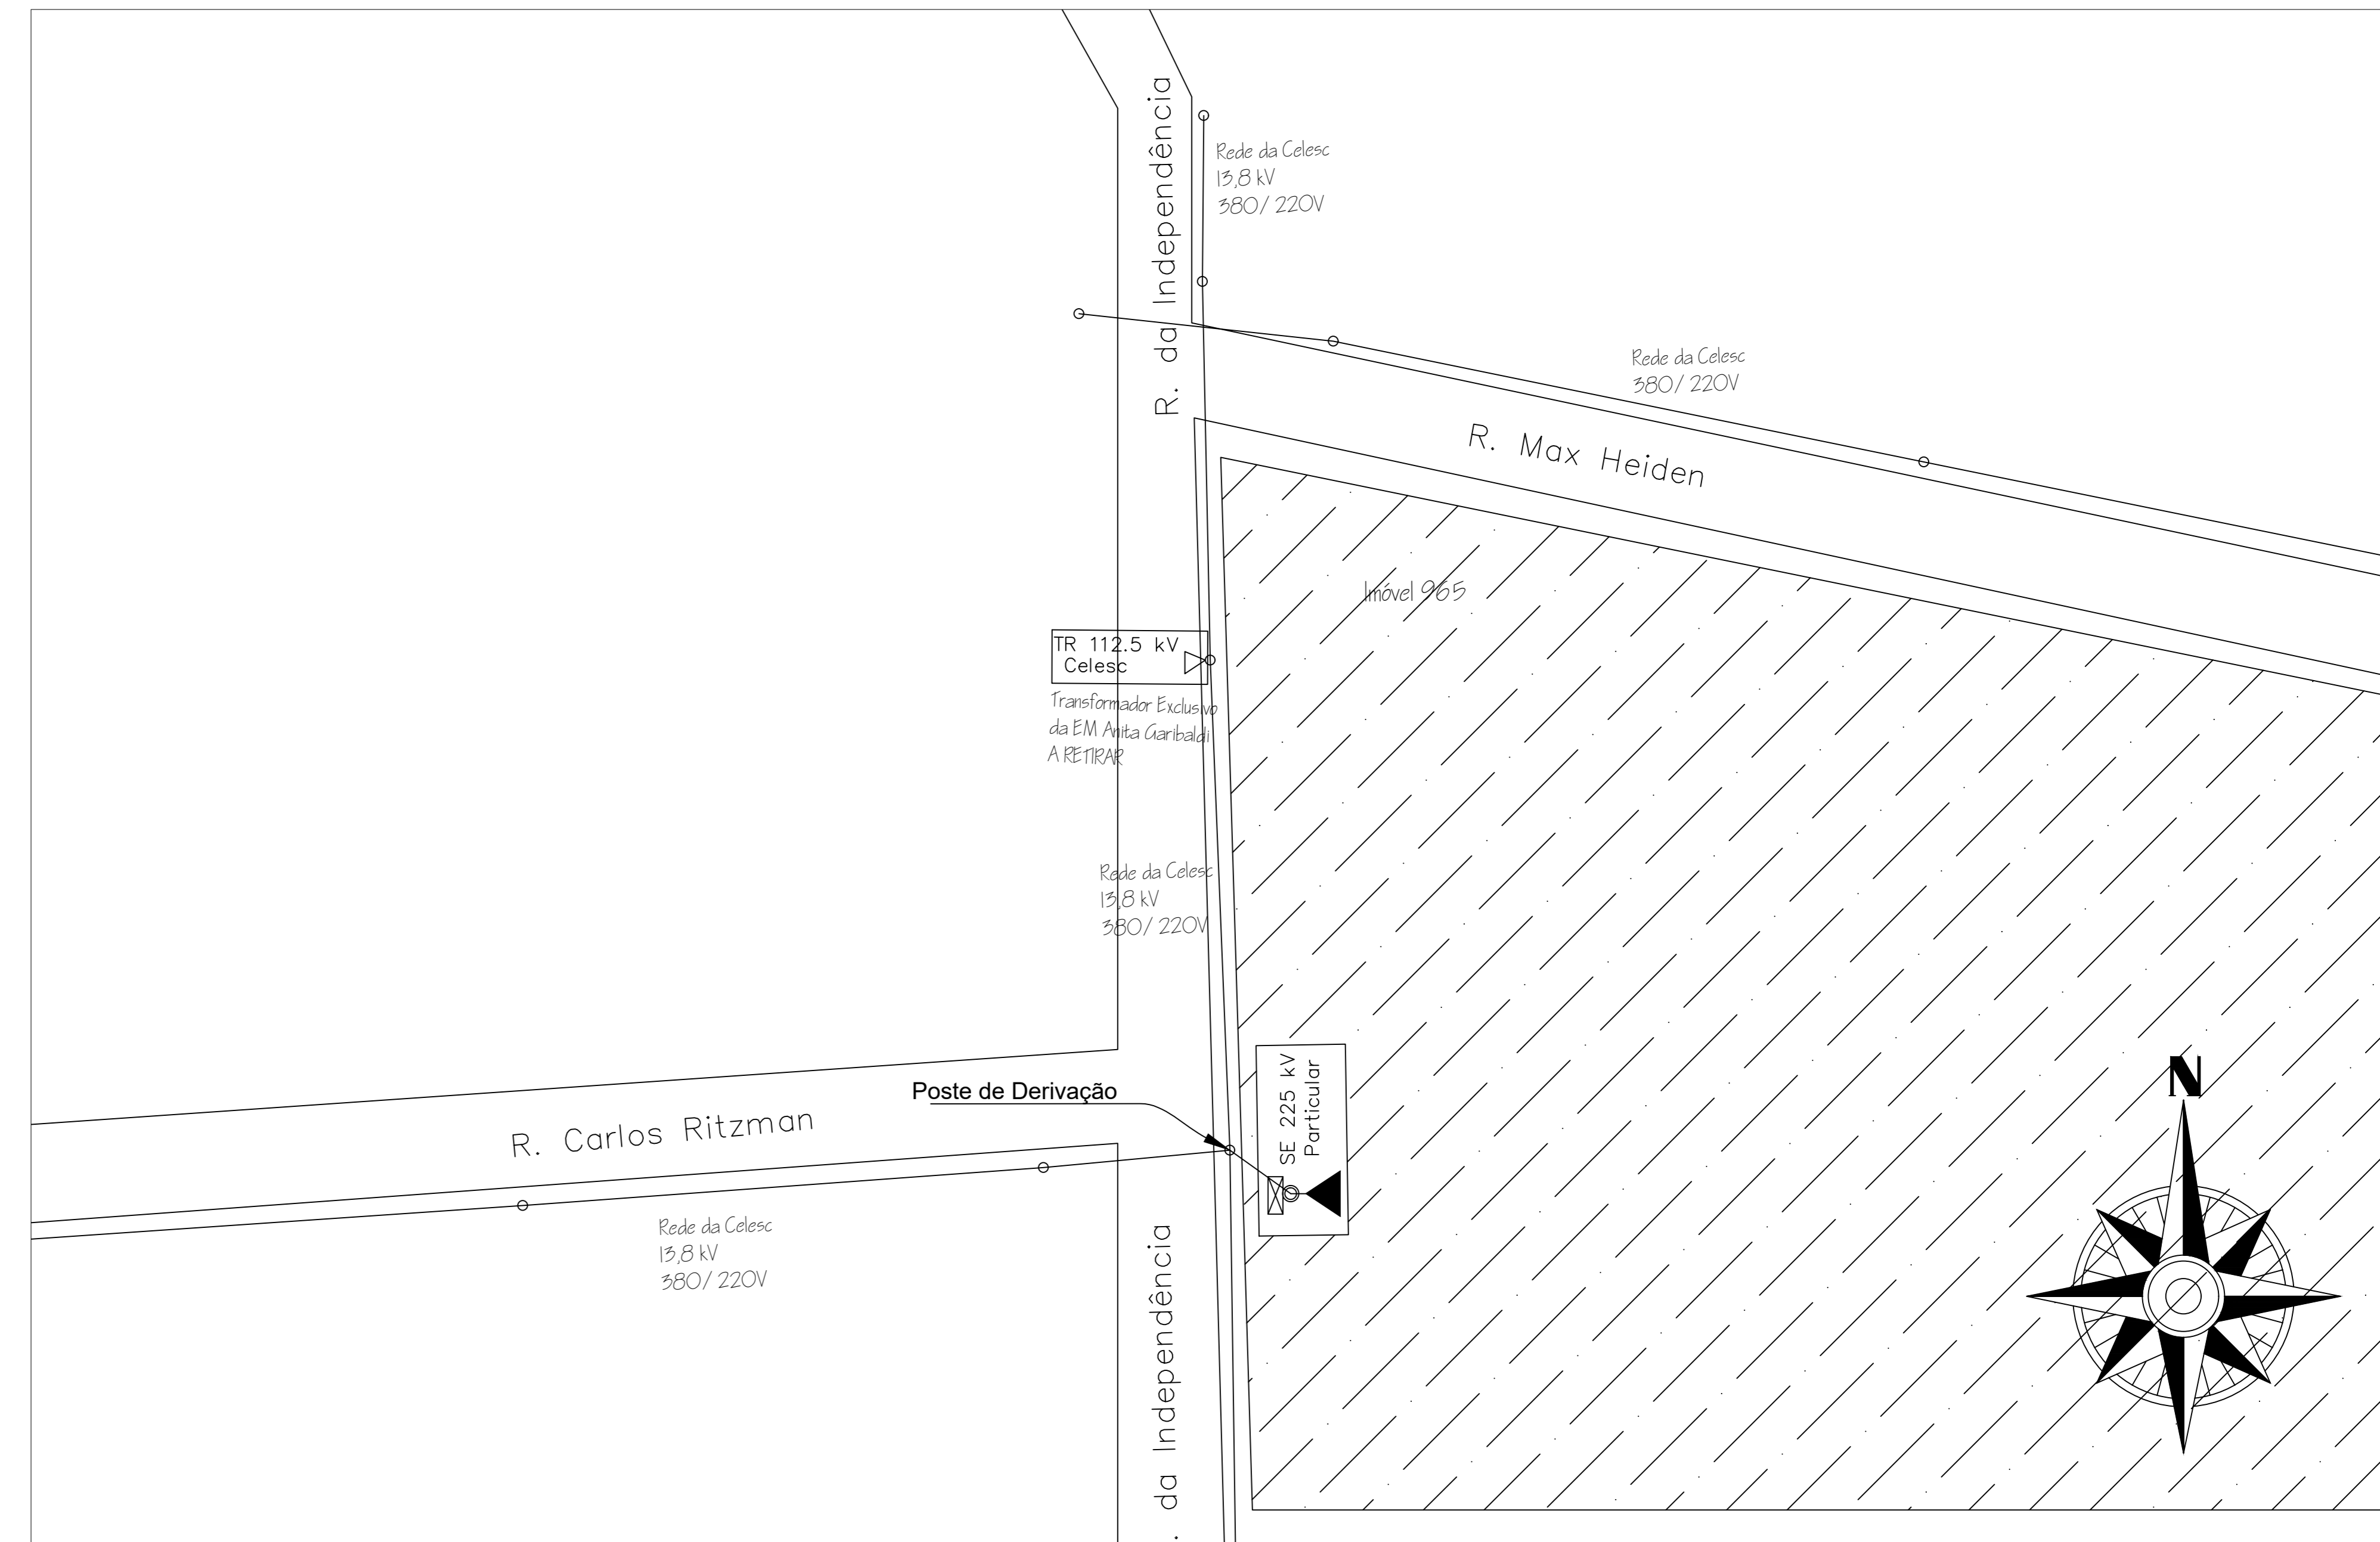 R. da Independência
Rede da Celesc
13,8 kV
380/ 220V
Rede da Celesc
380/ 220V
R. Max Heiden
Imóvel 965
TR 112.5 kV
Celesc
Transformador Exclusivo
da EM Anita Garibaldi
A RETIRAR
Rede da Celesc
13,8 kV
380/ 220V
SE 225 kV
Particular
N
Poste de Derivação
R. Carlos Ritzman
Rede da Celesc
13,8 kV
380/ 220V
. da Independência